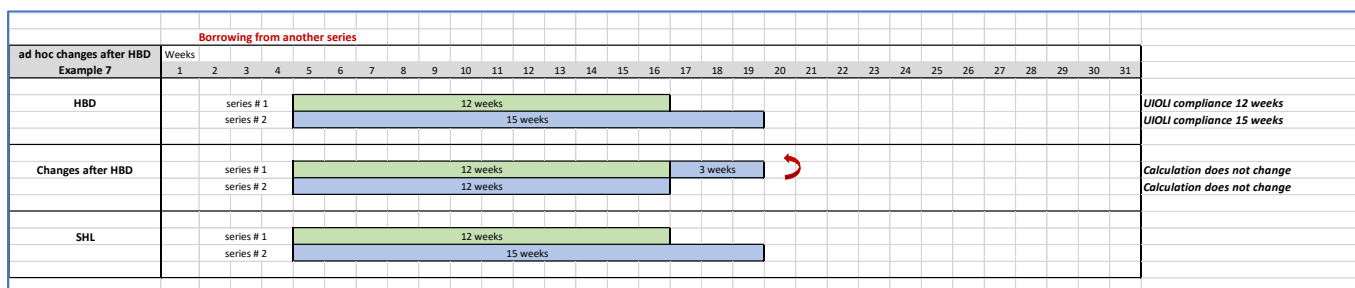 Borrowing from another series
ad hoc changes after HBD Weeks
Example 7 1 2 3 4 5 6 7 8 9 10 11 12 13 14 15 16 17 18 19 20 21 22 23 24 25 26 27 28 29 30 31
HBD series # 1 12 weeks UIOLI compliance 12 weeks
series # 2 15 weeks UIOLI compliance 15 weeks
Changes after HBD series # 1 12 weeks 3 weeks Calculation does not change
series # 2 12 weeks Calculation does not change
SHL series # 1 12 weeks
series # 2 15 weeks